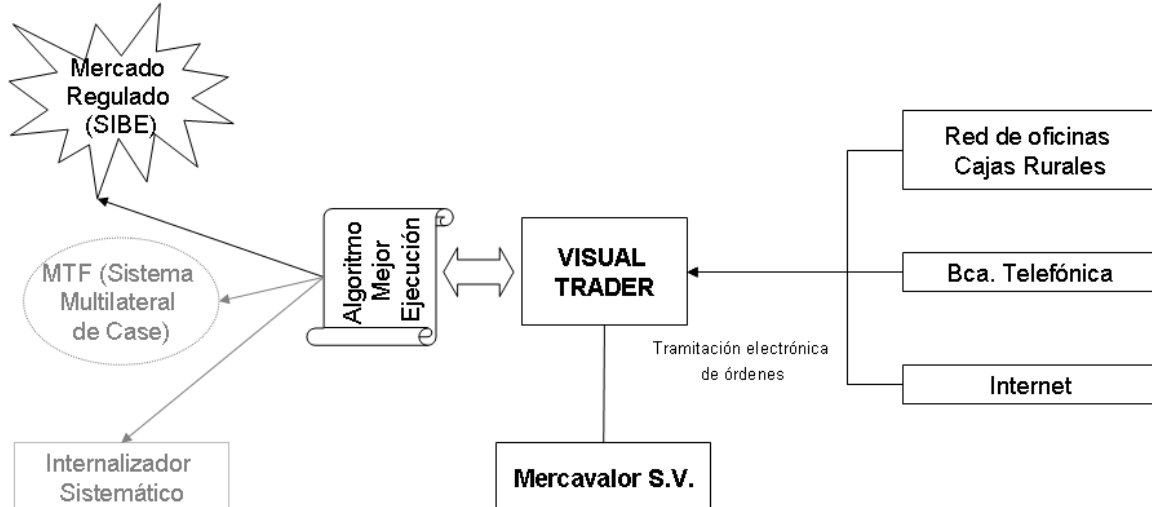 Mercado
Regulado
(SIBE)
MTF (Sistema
Multilateral
de Case)
Internalizador
Sistemático
Algoritmo
Mejor
Ejecución
VISUAL
TRADER
Mercavalor S.V.
Tramitación electrónica
de órdenes
Red de oficinas
Cajas Rurales
Bca. Telefónica
Internet